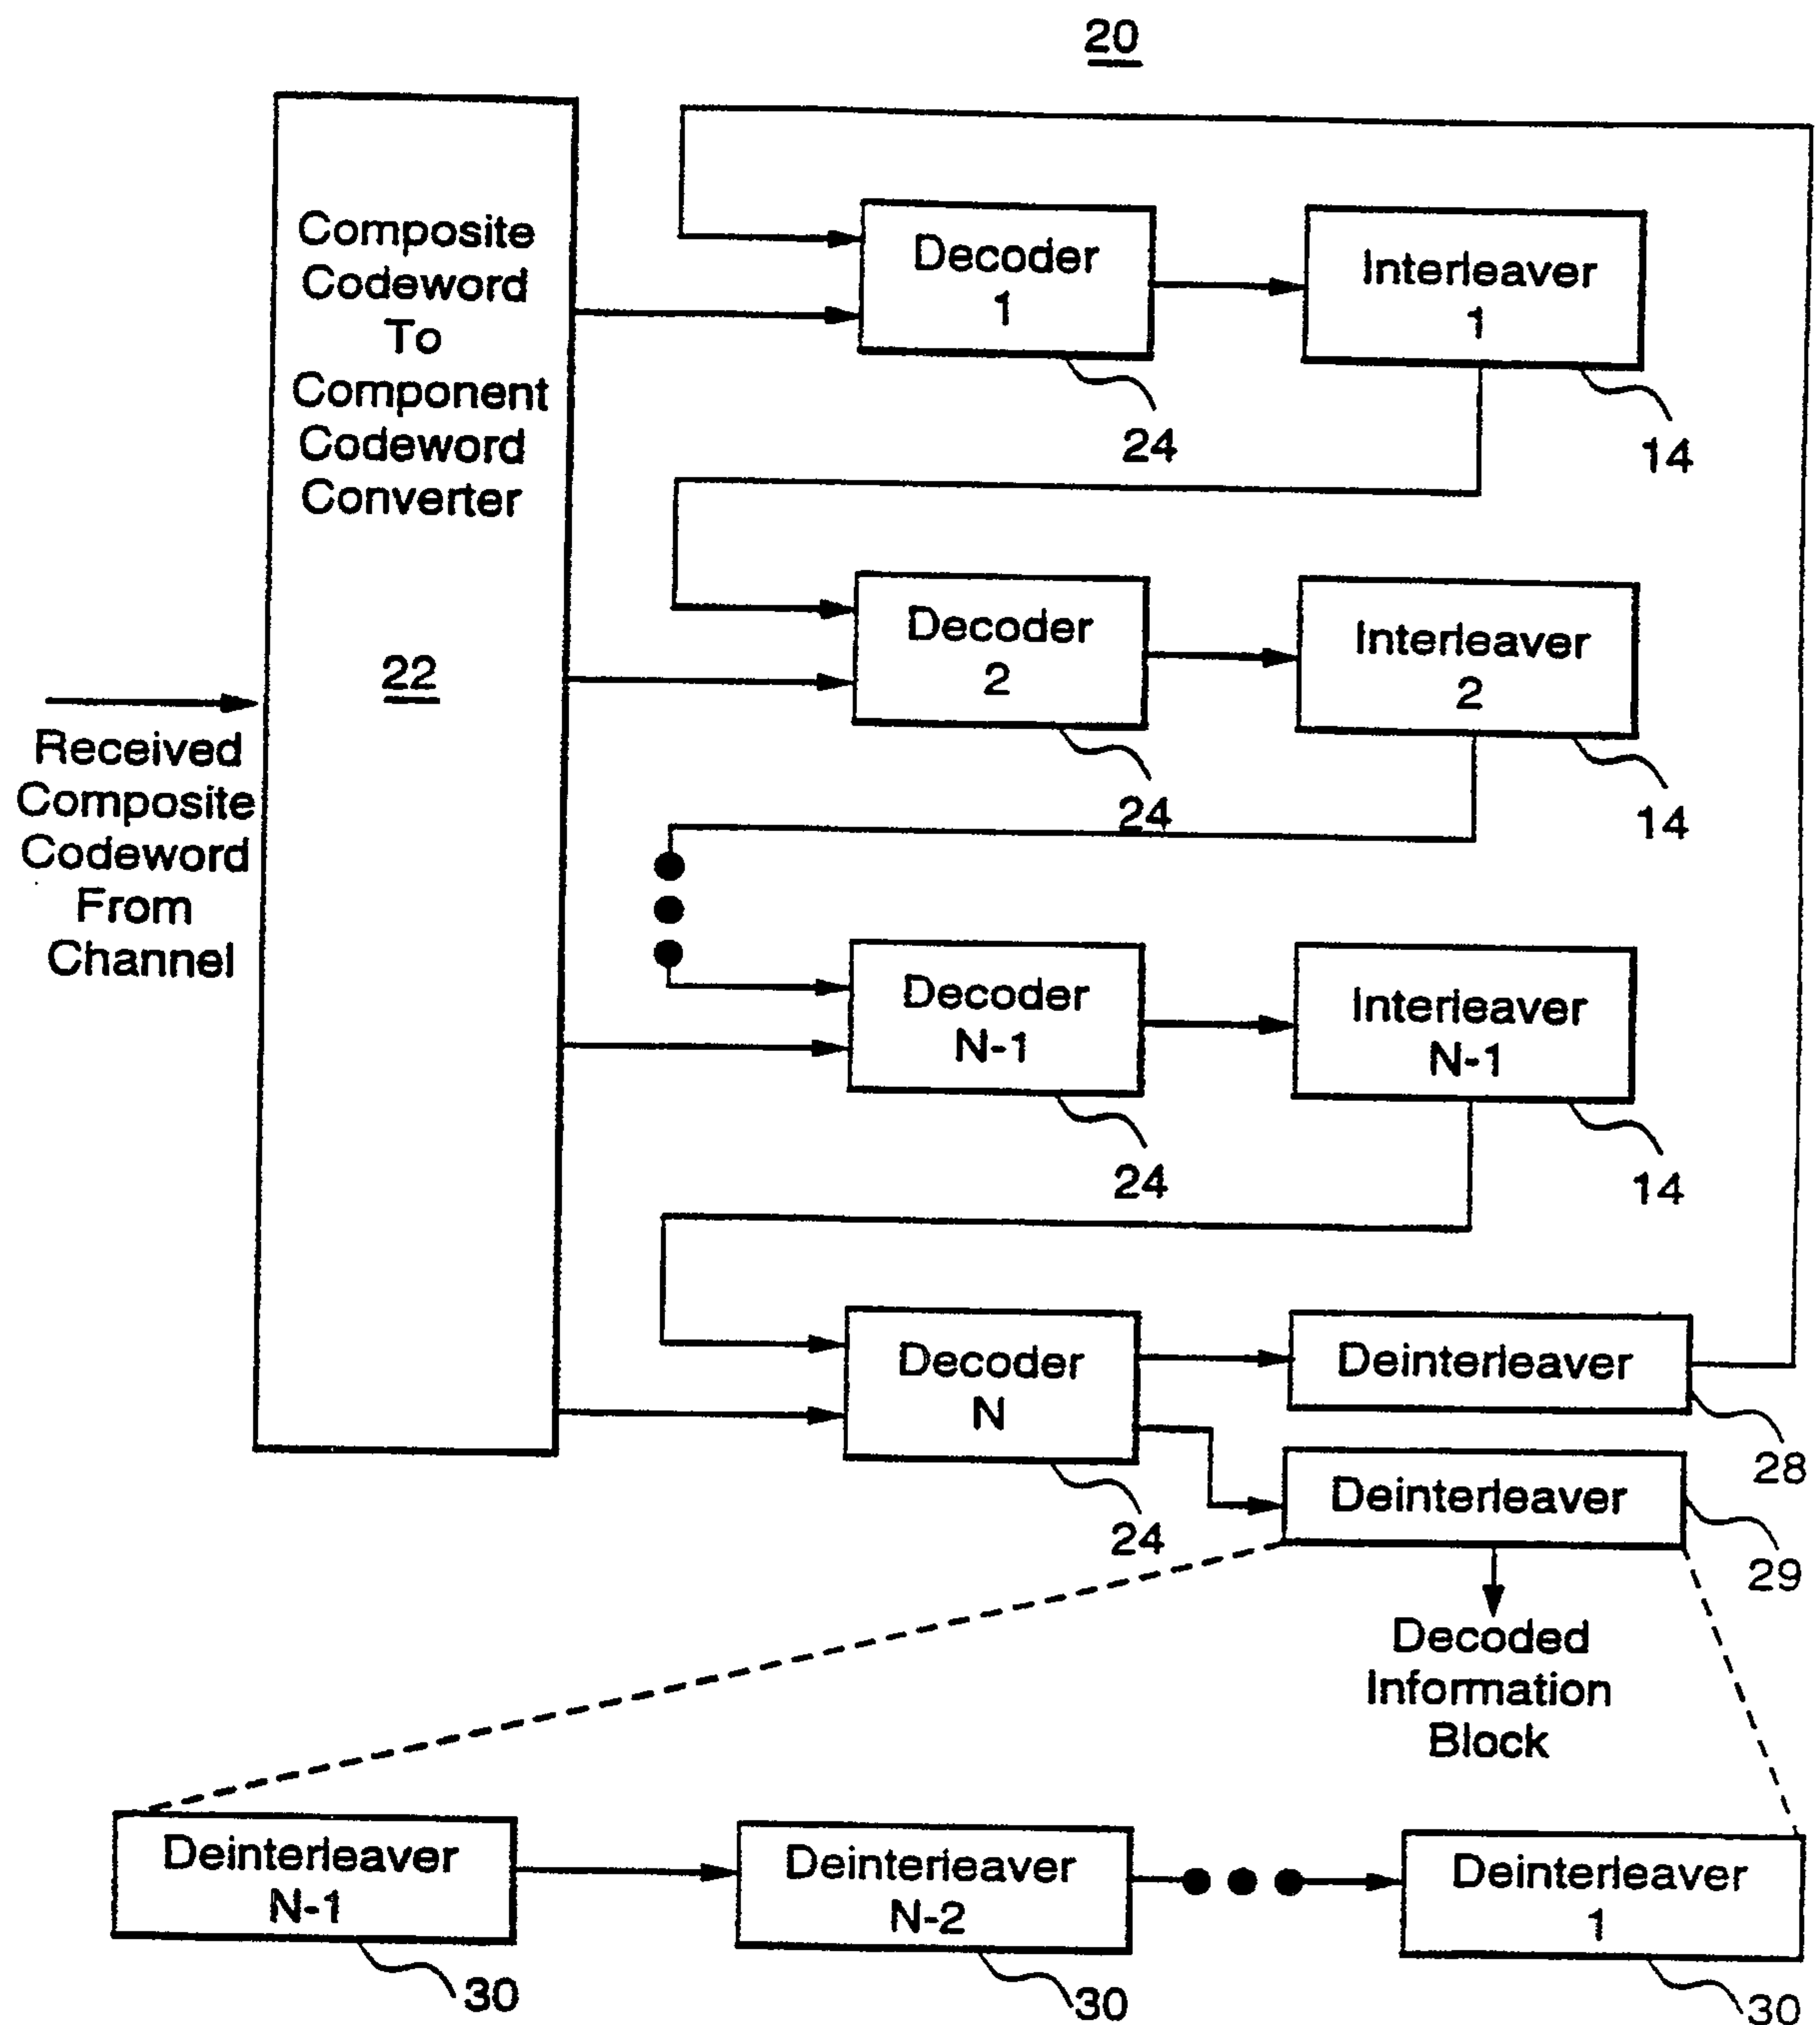 20
Composite
Codeword
To
Component
Codeword
Converter
22
Received
Composite
Codeword
From
Channel
Decoder
1
24
Interleaver
1
14
Decoder
2
24
Interleaver
2
14
Decoder
N-1
24
Interleaver
N-1
14
Decoder
N
24
Deinterleaver
28
Deinterleaver
29
Decoded
Information
Block
Deinterleaver
N-1
30
Deinterleaver
N-2
30
Deinterleaver
1
30